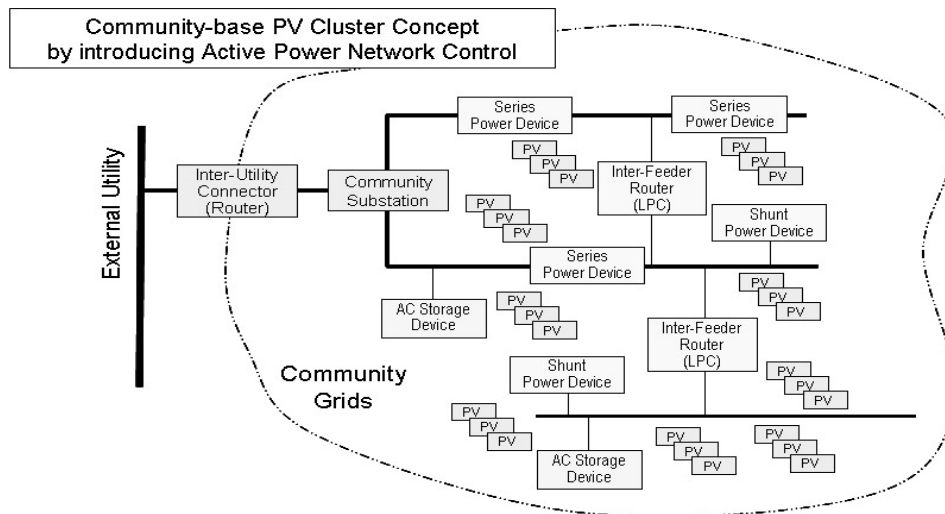 Community-base PV Cluster Concept
by introducing Active Power Network Control
External Utility
Inter-Utility
Connector
(Router)
Community
Substation
Series
Power Device
Series
Power Device
PV
PV
PV
PV
PV
PV
Inter-Feeder
Router
(LPC)
PV
PV
PV
Shunt
Power Device
Series
Power Device
AC Storage
Device
PV
PV
PV
PV
PV
PV
Inter-Feeder
Router
(LPC)
Community
Grids
Shunt
Power Device
PV
PV
PV
PV
PV
PV
AC Storage
Device
PV
PV
PV
PV
PV
PV